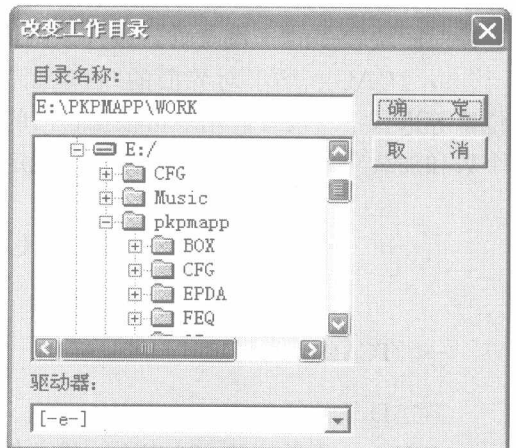 改变工作目录
目录名称：
E:\PKPMAPP\WORK
确 定
取 消
E:/
CFG
Music
pkpmapp
BOX
CFG
EPDA
FEQ
驱动器：
[-e-]